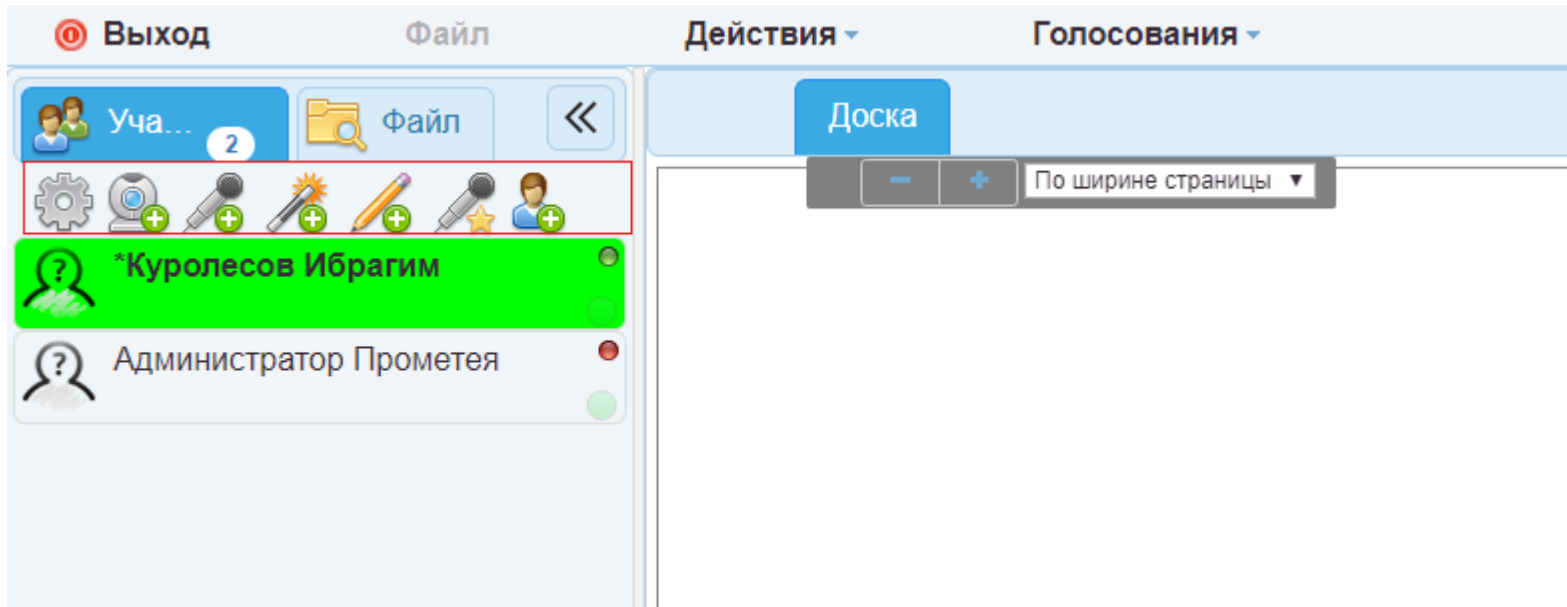 Выход Файл Действия Голосования
Уча... 2 Файл Доска
По ширине страницы
*Куролесов Ибрагим
Администратор Прометея